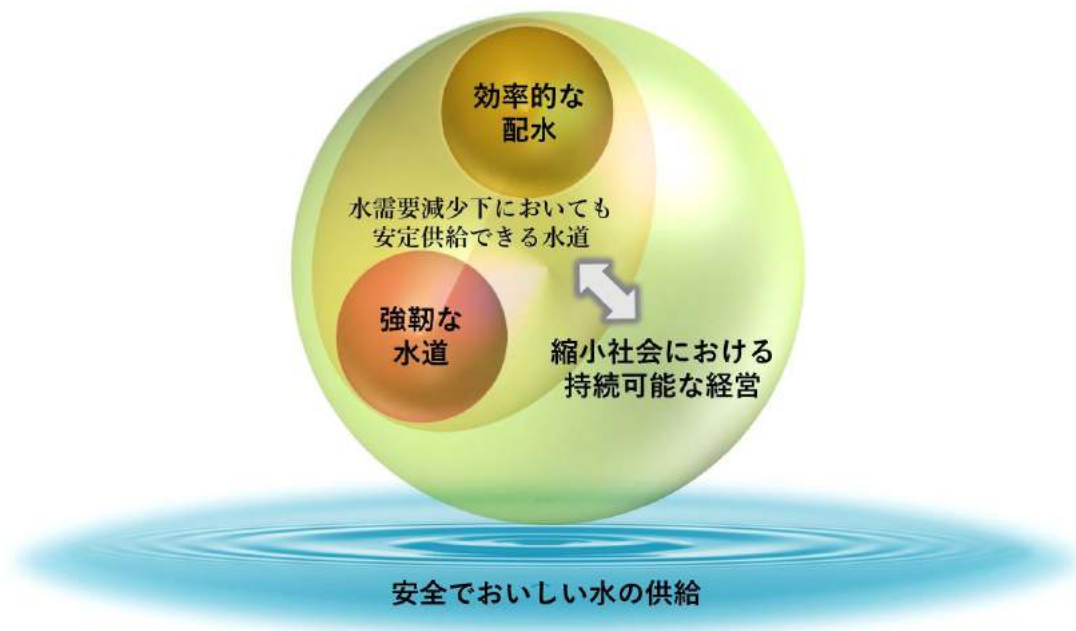 効率的な
配水
水需要減少下においても
安定供給できる水道
強靭な
水道
縮小社会における
持続可能な経営
安全でおいしい水の供給